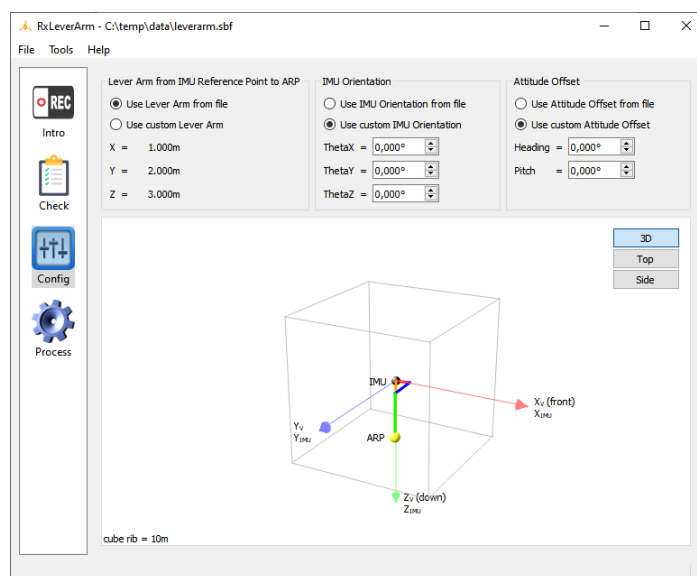 RxLeverArm - C:\temp\data\leverarm.sbf
File Tools Help
REC
Intro
Check
Config
Process
Lever Arm from IMU Reference Point to ARP
Use Lever Arm from file
Use custom Lever Arm
X = 1.000m
Y = 2.000m
Z = 3.000m
IMU Orientation
Use IMU Orientation from file
Use custom IMU Orientation
ThetaX = 0,000°
ThetaY = 0,000°
ThetaZ = 0,000°
Attitude Offset
Use Attitude Offset from file
Use custom Attitude Offset
Heading = 0,000°
Pitch = 0,000°
3D
Top
Side
IMU
Xv (front)
XIMU
Yv
YIMU
ARP
Zv (down)
ZIMU
cube rib = 10m